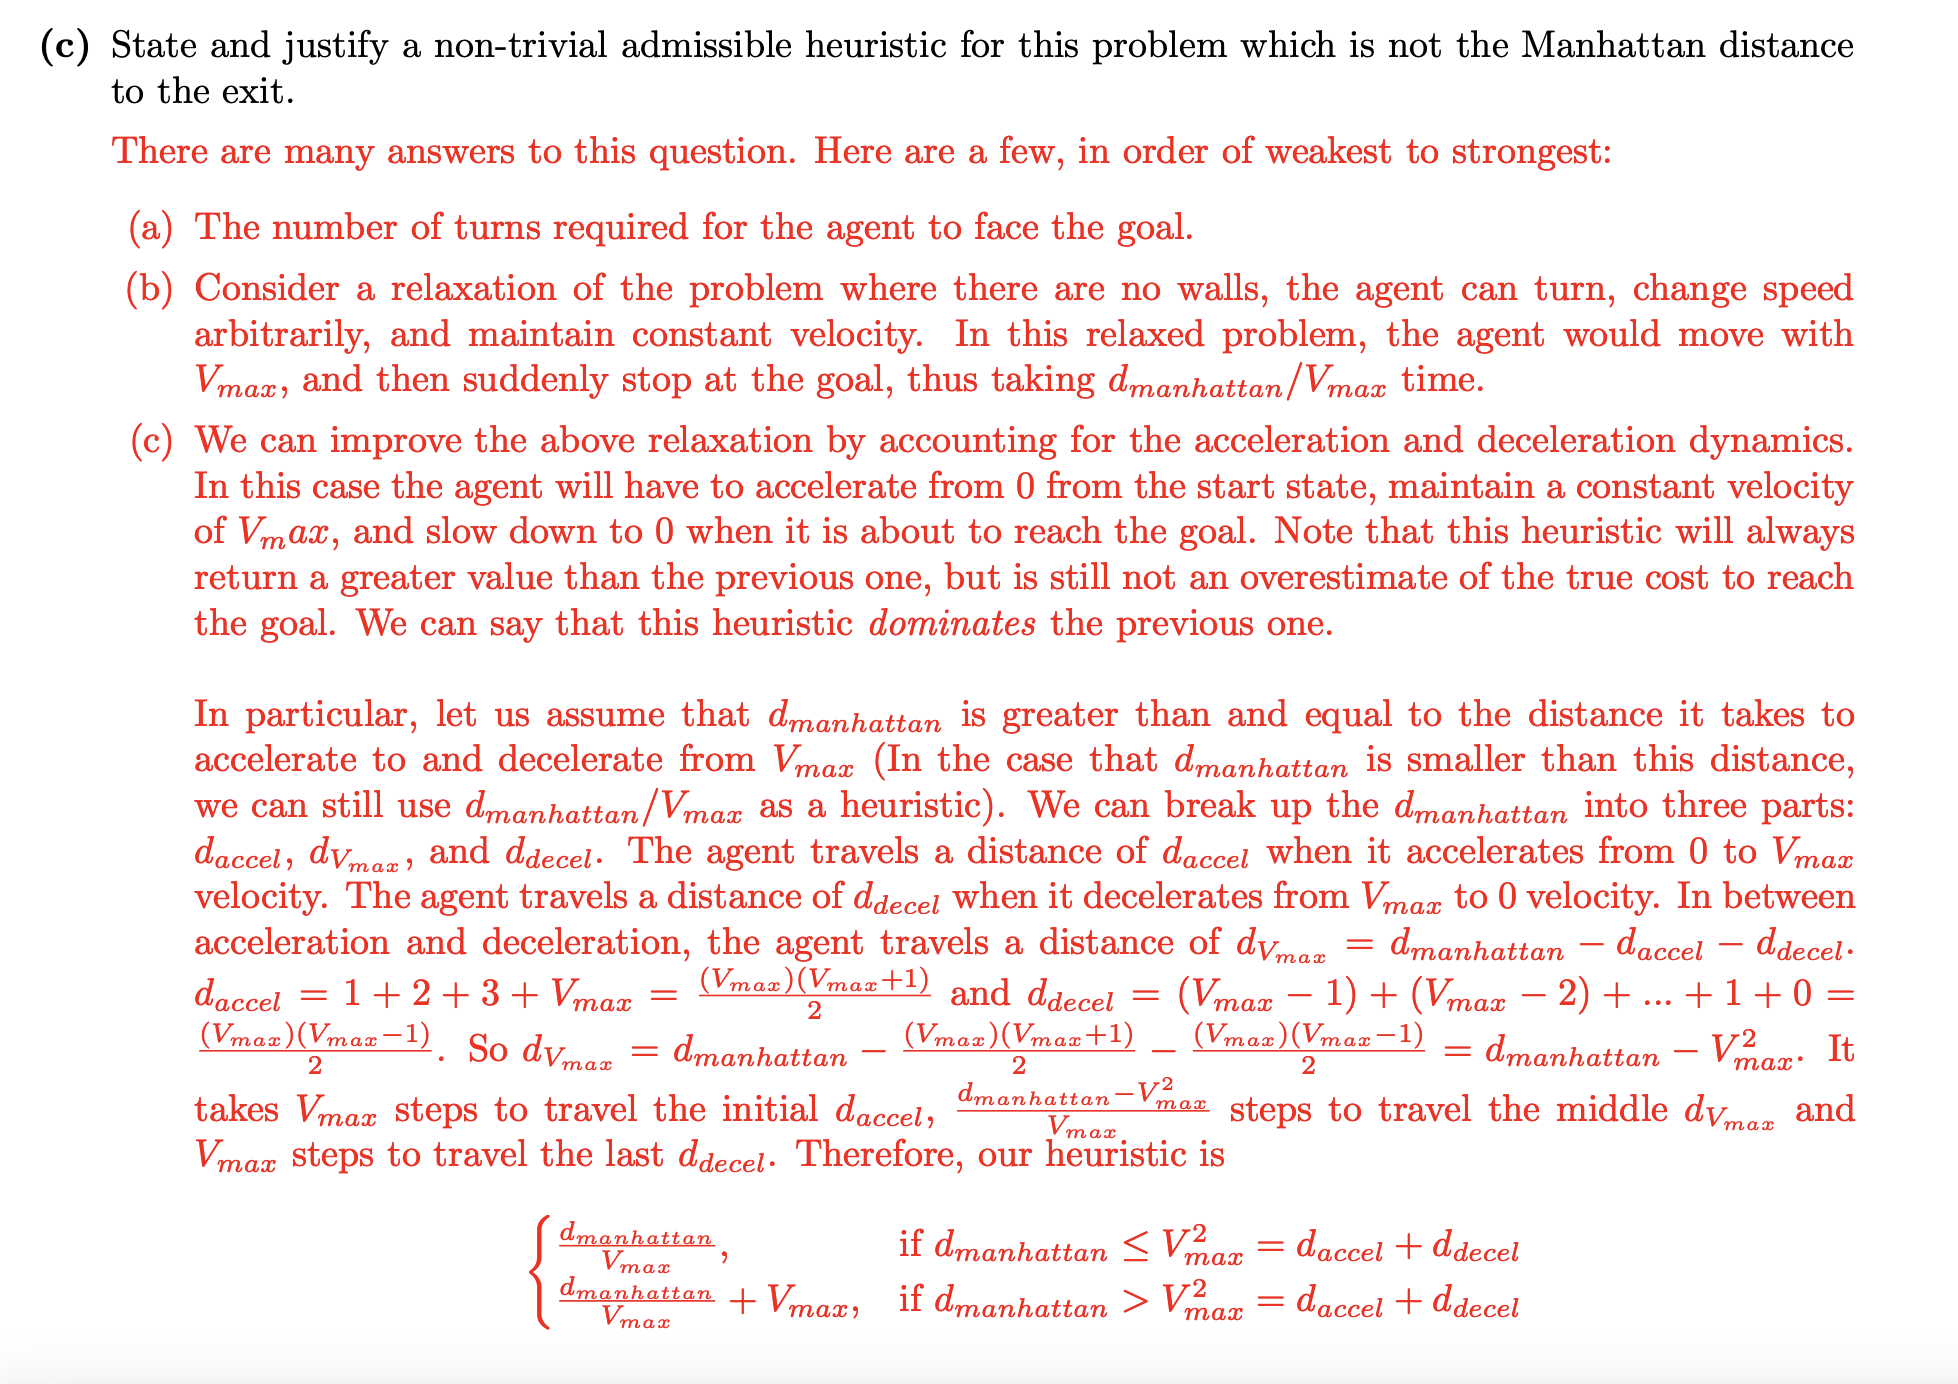 (c) State and justify a non-trivial admissible heuristic for this problem which is not the Manhattan distance
to the exit.
There are many answers to this question. Here are a few, in order of weakest to strongest:
(a) The number of turns required for the agent to face the goal.
(b) Consider a relaxation of the problem where there are no walls, the agent can turn, change speed
arbitrarily, and maintain constant velocity. In this relaxed problem, the agent would move with
$V_{max}$, and then suddenly stop at the goal, thus taking $d_{manhattan}/V_{max}$ time.
(c) We can improve the above relaxation by accounting for the acceleration and deceleration dynamics.
In this case the agent will have to accelerate from 0 from the start state, maintain a constant velocity
of $V_max$, and slow down to 0 when it is about to reach the goal. Note that this heuristic will always
return a greater value than the previous one, but is still not an overestimate of the true cost to reach
the goal. We can say that this heuristic dominates the previous one.
In particular, let us assume that $d_{manhattan}$ is greater than and equal to the distance it takes to
accelerate to and decelerate from $V_{max}$ (In the case that $d_{manhattan}$ is smaller than this distance,
we can still use $d_{manhattan}/V_{max}$ as a heuristic). We can break up the $d_{manhattan}$ into three parts:
$d_{accel}$, $d_{V_{max}}$, and $d_{decel}$. The agent travels a distance of $d_{accel}$ when it accelerates from 0 to $V_{max}$
velocity. The agent travels a distance of $d_{decel}$ when it decelerates from $V_{max}$ to 0 velocity. In between
acceleration and deceleration, the agent travels a distance of $d_{V_{max}} = d_{manhattan} - d_{accel} - d_{decel}$.
$d_{accel} = 1 + 2 + 3 + V_{max} = \frac{(V_{max})(V_{max}+1)}{2}$ and $d_{decel} = (V_{max} - 1) + (V_{max} - 2) + ... + 1 + 0 =$
$\frac{(V_{max})(V_{max}-1)}{2}$. So $d_{V_{max}} = d_{manhattan} - \frac{(V_{max})(V_{max}+1)}{2} - \frac{(V_{max})(V_{max}-1)}{2} = d_{manhattan} - V_{max}^2$. It
takes $V_{max}$ steps to travel the initial $d_{accel}$, $\frac{d_{manhattan}-V_{max}^2}{V_{max}}$ steps to travel the middle $d_{V_{max}}$ and
$V_{max}$ steps to travel the last $d_{decel}$. Therefore, our heuristic is
$\frac{d_{manhattan}}{V_{max}}$, if $d_{manhattan} \leq V_{max}^2 = d_{accel} + d_{decel}$
$\frac{d_{manhattan}}{V_{max}} + V_{max}$, if $d_{manhattan} > V_{max}^2 = d_{accel} + d_{decel}$